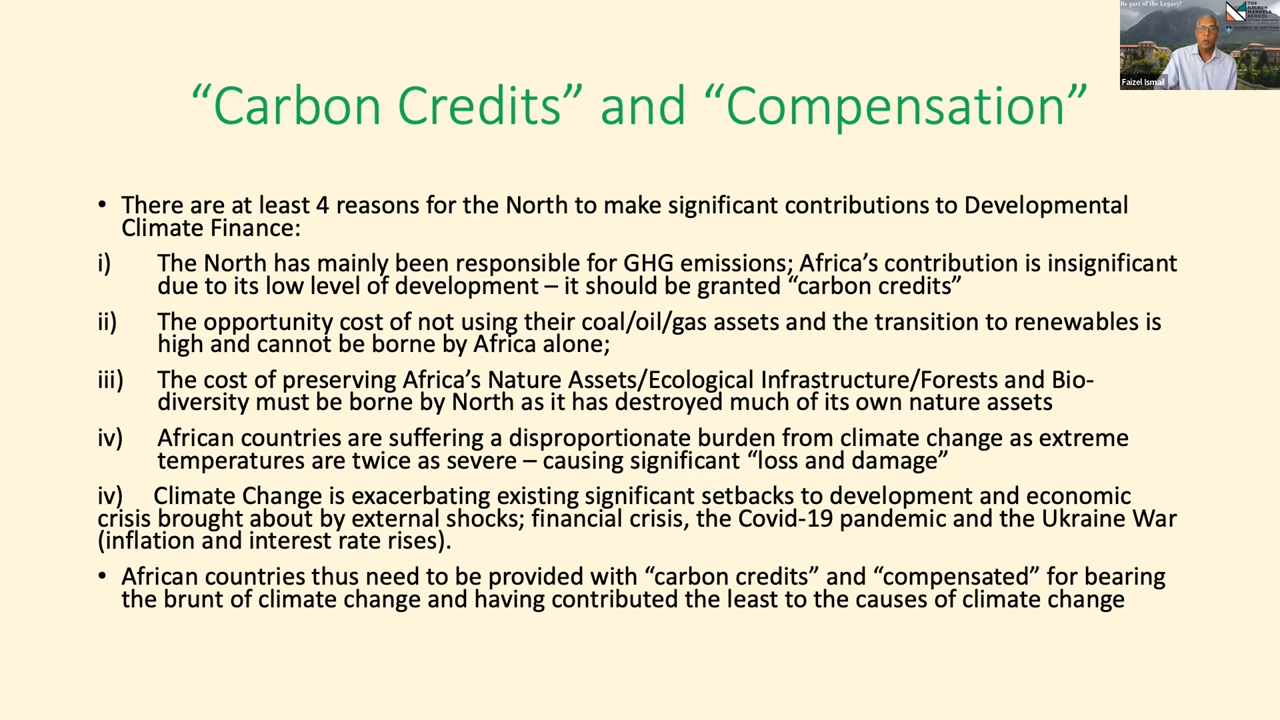 Be part of the Legacy!
THE
NELSON
MANDELA
SCHOOL
Faizel Ismail
“Carbon Credits” and “Compensation”
• There are at least 4 reasons for the North to make significant contributions to Developmental
Climate Finance:
i) The North has mainly been responsible for GHG emissions; Africa’s contribution is insignificant
due to its low level of development – it should be granted “carbon credits”
ii) The opportunity cost of not using their coal/oil/gas assets and the transition to renewables is
high and cannot be borne by Africa alone;
iii) The cost of preserving Africa’s Nature Assets/Ecological Infrastructure/Forests and Bio-
diversity must be borne by North as it has destroyed much of its own nature assets
iv) African countries are suffering a disproportionate burden from climate change as extreme
temperatures are twice as severe – causing significant “loss and damage”
iv) Climate Change is exacerbating existing significant setbacks to development and economic
crisis brought about by external shocks; financial crisis, the Covid-19 pandemic and the Ukraine War
(inflation and interest rate rises).
• African countries thus need to be provided with “carbon credits” and “compensated” for bearing
the brunt of climate change and having contributed the least to the causes of climate change